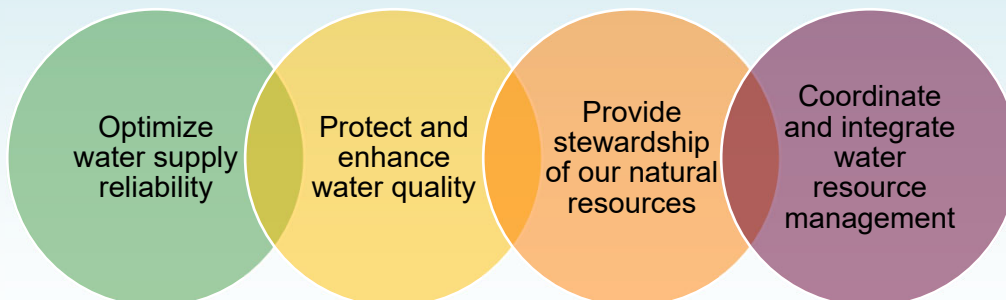 Optimize
water supply
reliability
Protect and
enhance
water quality
Provide
stewardship
of our natural
resources
Coordinate
and integrate
water
resource
management